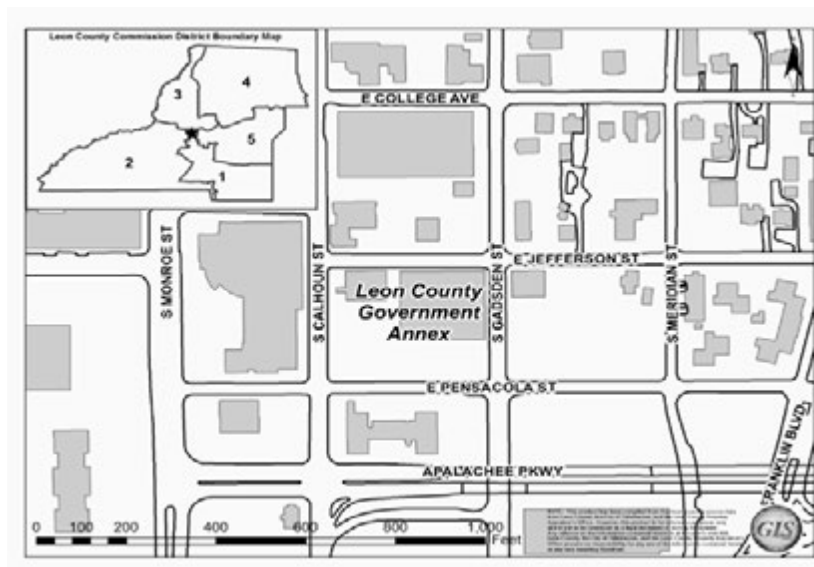 Leon County Commission District Boundary Map
3
4
5
2
1
E COLLEGE AVE
E JEFFERSON ST
S MONROE ST
S CALHOUN ST
S GADSDEN ST
S MERIDIAN ST
Leon County
Government
Annex
E PENSACOLA ST
APALACHEE PKWY
FRANKLIN BLVD
0 100 200 400 600 800 1,000
Feet
GIS